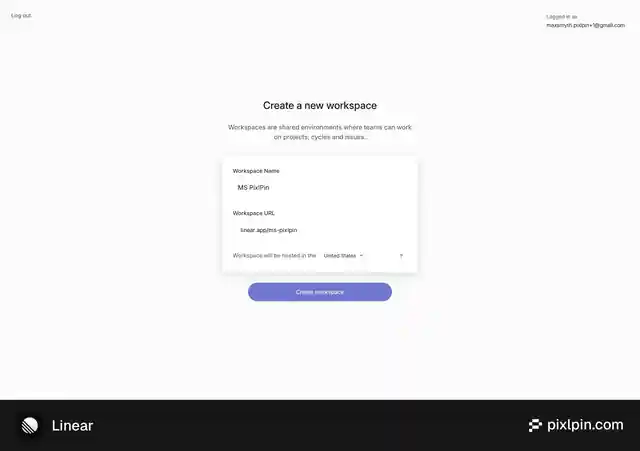 Log out
Logged in as
maxsmyth.pixlpin+1@gmail.com
Create a new workspace
Workspaces are shared environments where teams can work
on projects, cycles and issues.
Workspace Name
MS Pix!Pin
Workspace URL
linear.app/ms-pixlpin
Workspace will be hosted in the United States
?
Create workspace
Linear
pixlpin.com